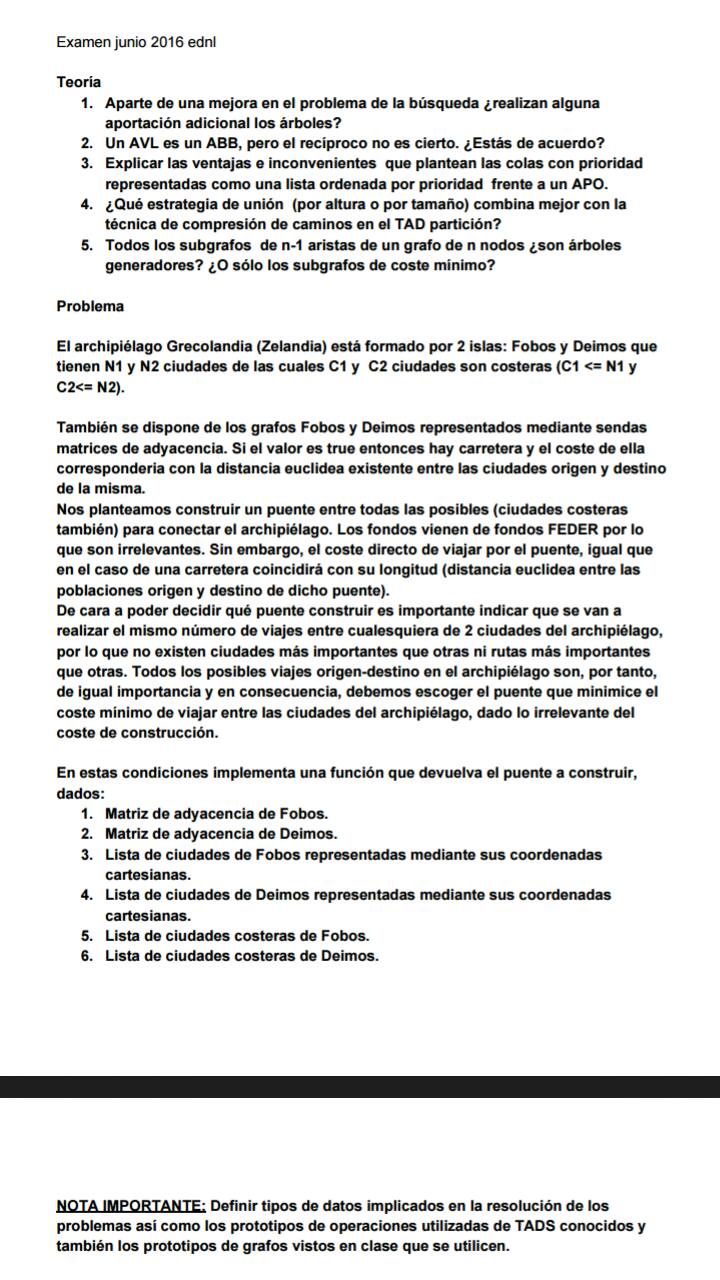 Examen junio 2016 ednl
Teoría
1. Aparte de una mejora en el problema de la búsqueda ¿realizan alguna
aportación adicional los árboles?
2. Un AVL es un ABB, pero el recíproco no es cierto. ¿Estás de acuerdo?
3. Explicar las ventajas e inconvenientes que plantean las colas con prioridad
representadas como una lista ordenada por prioridad frente a un APO.
4. ¿Qué estrategia de unión (por altura o por tamaño) combina mejor con la
técnica de compresión de caminos en el TAD partición?
5. Todos los subgrafos de n-1 aristas de un grafo de n nodos ¿son árboles
generadores? ¿O sólo los subgrafos de coste mínimo?
Problema
El archipiélago Grecolandia (Zelandia) está formado por 2 islas: Fobos y Deimos que
tienen N1 y N2 ciudades de las cuales C1 y C2 ciudades son costeras (C1 <= N1 y
C2<= N2).
También se dispone de los grafos Fobos y Deimos representados mediante sendas
matrices de adyacencia. Si el valor es true entonces hay carretera y el coste de ella
corresponderia con la distancia euclidea existente entre las ciudades origen y destino
de la misma.
Nos planteamos construir un puente entre todas las posibles (ciudades costeras
también) para conectar el archipiélago. Los fondos vienen de fondos FEDER por lo
que son irrelevantes. Sin embargo, el coste directo de viajar por el puente, igual que
en el caso de una carretera coincidirá con su longitud (distancia euclidea entre las
poblaciones origen y destino de dicho puente).
De cara a poder decidir qué puente construir es importante indicar que se van a
realizar el mismo número de viajes entre cualesquiera de 2 ciudades del archipiélago,
por lo que no existen ciudades más importantes que otras ni rutas más importantes
que otras. Todos los posibles viajes origen-destino en el archipiélago son, por tanto,
de igual importancia y en consecuencia, debemos escoger el puente que minimice el
coste mínimo de viajar entre las ciudades del archipiélago, dado lo irrelevante del
coste de construcción.
En estas condiciones implementa una función que devuelva el puente a construir,
dados:
1. Matriz de adyacencia de Fobos.
2. Matriz de adyacencia de Deimos.
3. Lista de ciudades de Fobos representadas mediante sus coordenadas
cartesianas.
4. Lista de ciudades de Deimos representadas mediante sus coordenadas
cartesianas.
5. Lista de ciudades costeras de Fobos.
6. Lista de ciudades costeras de Deimos.
NOTA IMPORTANTE: Definir tipos de datos implicados en la resolución de los
problemas así como los prototipos de operaciones utilizadas de TADS conocidos y
también los prototipos de grafos vistos en clase que se utilicen.